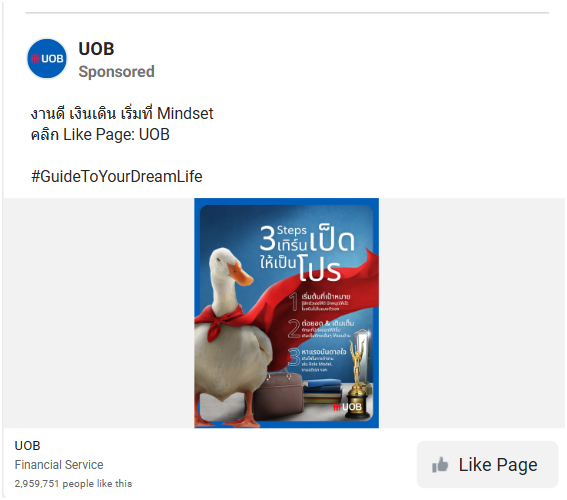 UOB
UOB
Sponsored
งานดี เงินเดิน เริ่มที่ Mindset
คลิก Like Page: UOB
#GuideToYourDreamLife
3 Steps
เทิร์นเป็ด
ให้เป็นโปร
1 เริ่มต้นที่เป้าหมาย
2 ต่อยอด & เติมเต็ม
3 หาแรงบันดาลใจ
UOB
UOB
Financial Service
2,959,751 people like this
Like Page